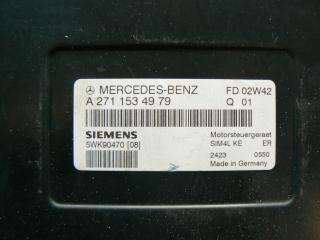 MERCEDES-BENZ FD 02W42
A 271 153 49 79 Q 01
SIEMENS Motorsteuergeraet
5WK90470 [08] SIM4L KE ER
2423 0550
Made in Germany